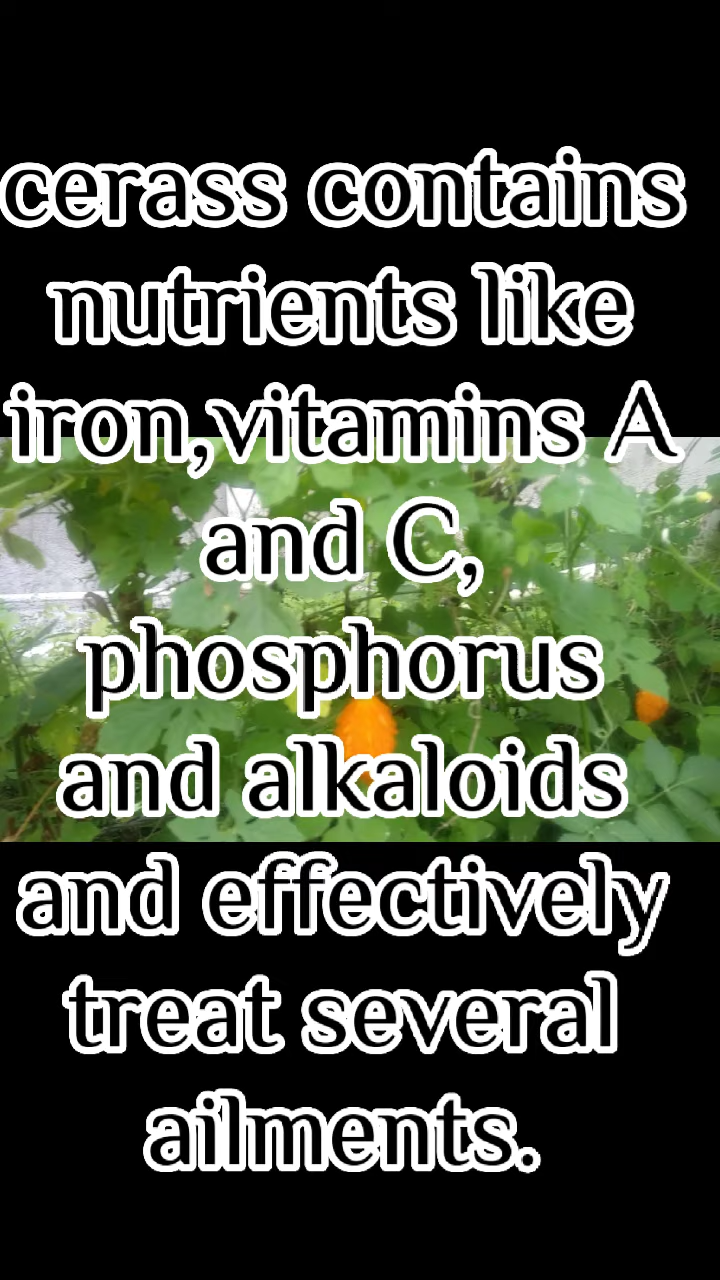 cerass contains
nutrients like
iron,vitamins A
and C,
phosphorus
and alkaloids
and effectively
treat several
ailments.